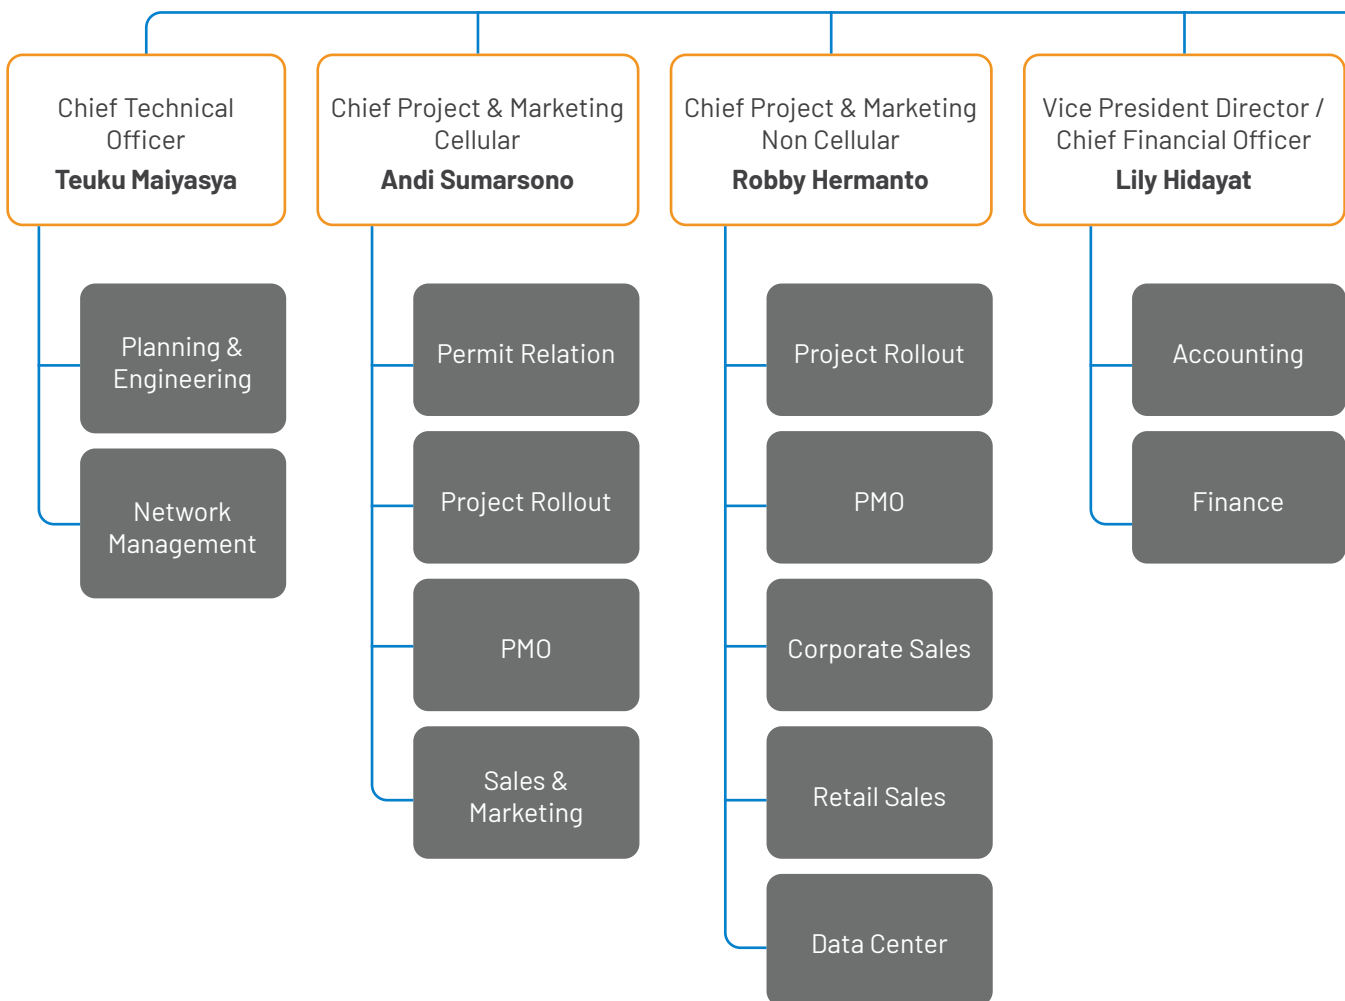 Chief Technical
Officer
Teuku Maiyasya
Planning &
Engineering
Network
Management
Chief Project & Marketing
Cellular
Andi Sumarsono
Permit Relation
Project Rollout
PMO
Sales &
Marketing
Chief Project & Marketing
Non Cellular
Robby Hermanto
Project Rollout
PMO
Corporate Sales
Retail Sales
Data Center
Vice President Director /
Chief Financial Officer
Lily Hidayat
Accounting
Finance